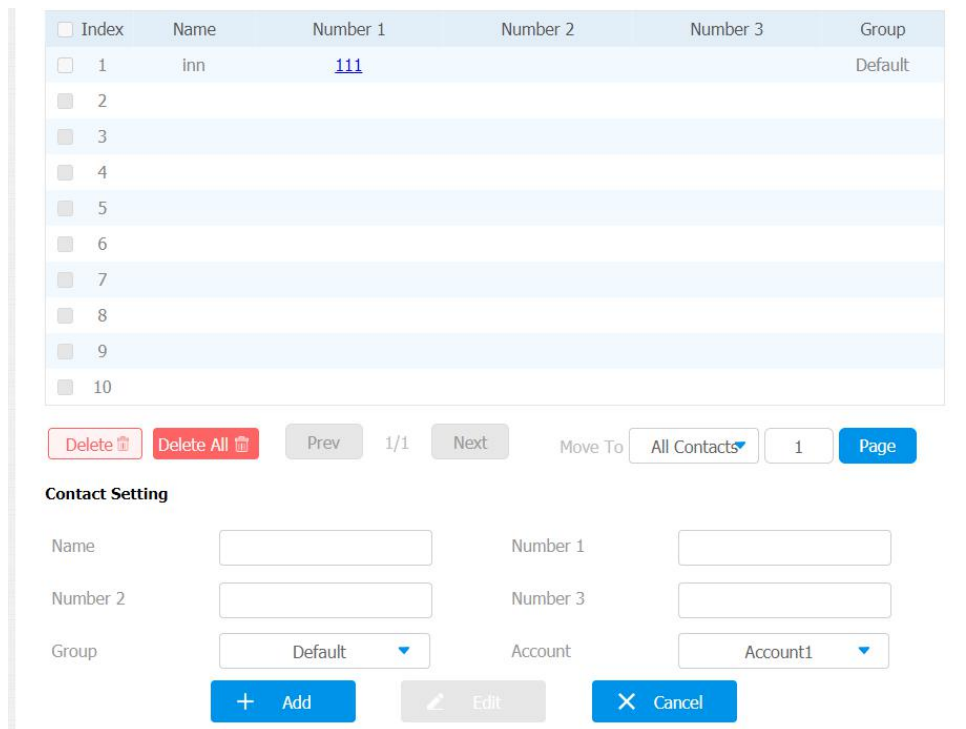 Index Name Number 1 Number 2 Number 3 Group
1 inn 111 Default
2
3
4
5
6
7
8
9
10
Delete Delete All Prev 1/1 Next Move To All Contacts 1 Page
Contact Setting
Name Number 1
Number 2 Number 3
Group Default Account Account1
Add Edit Cancel